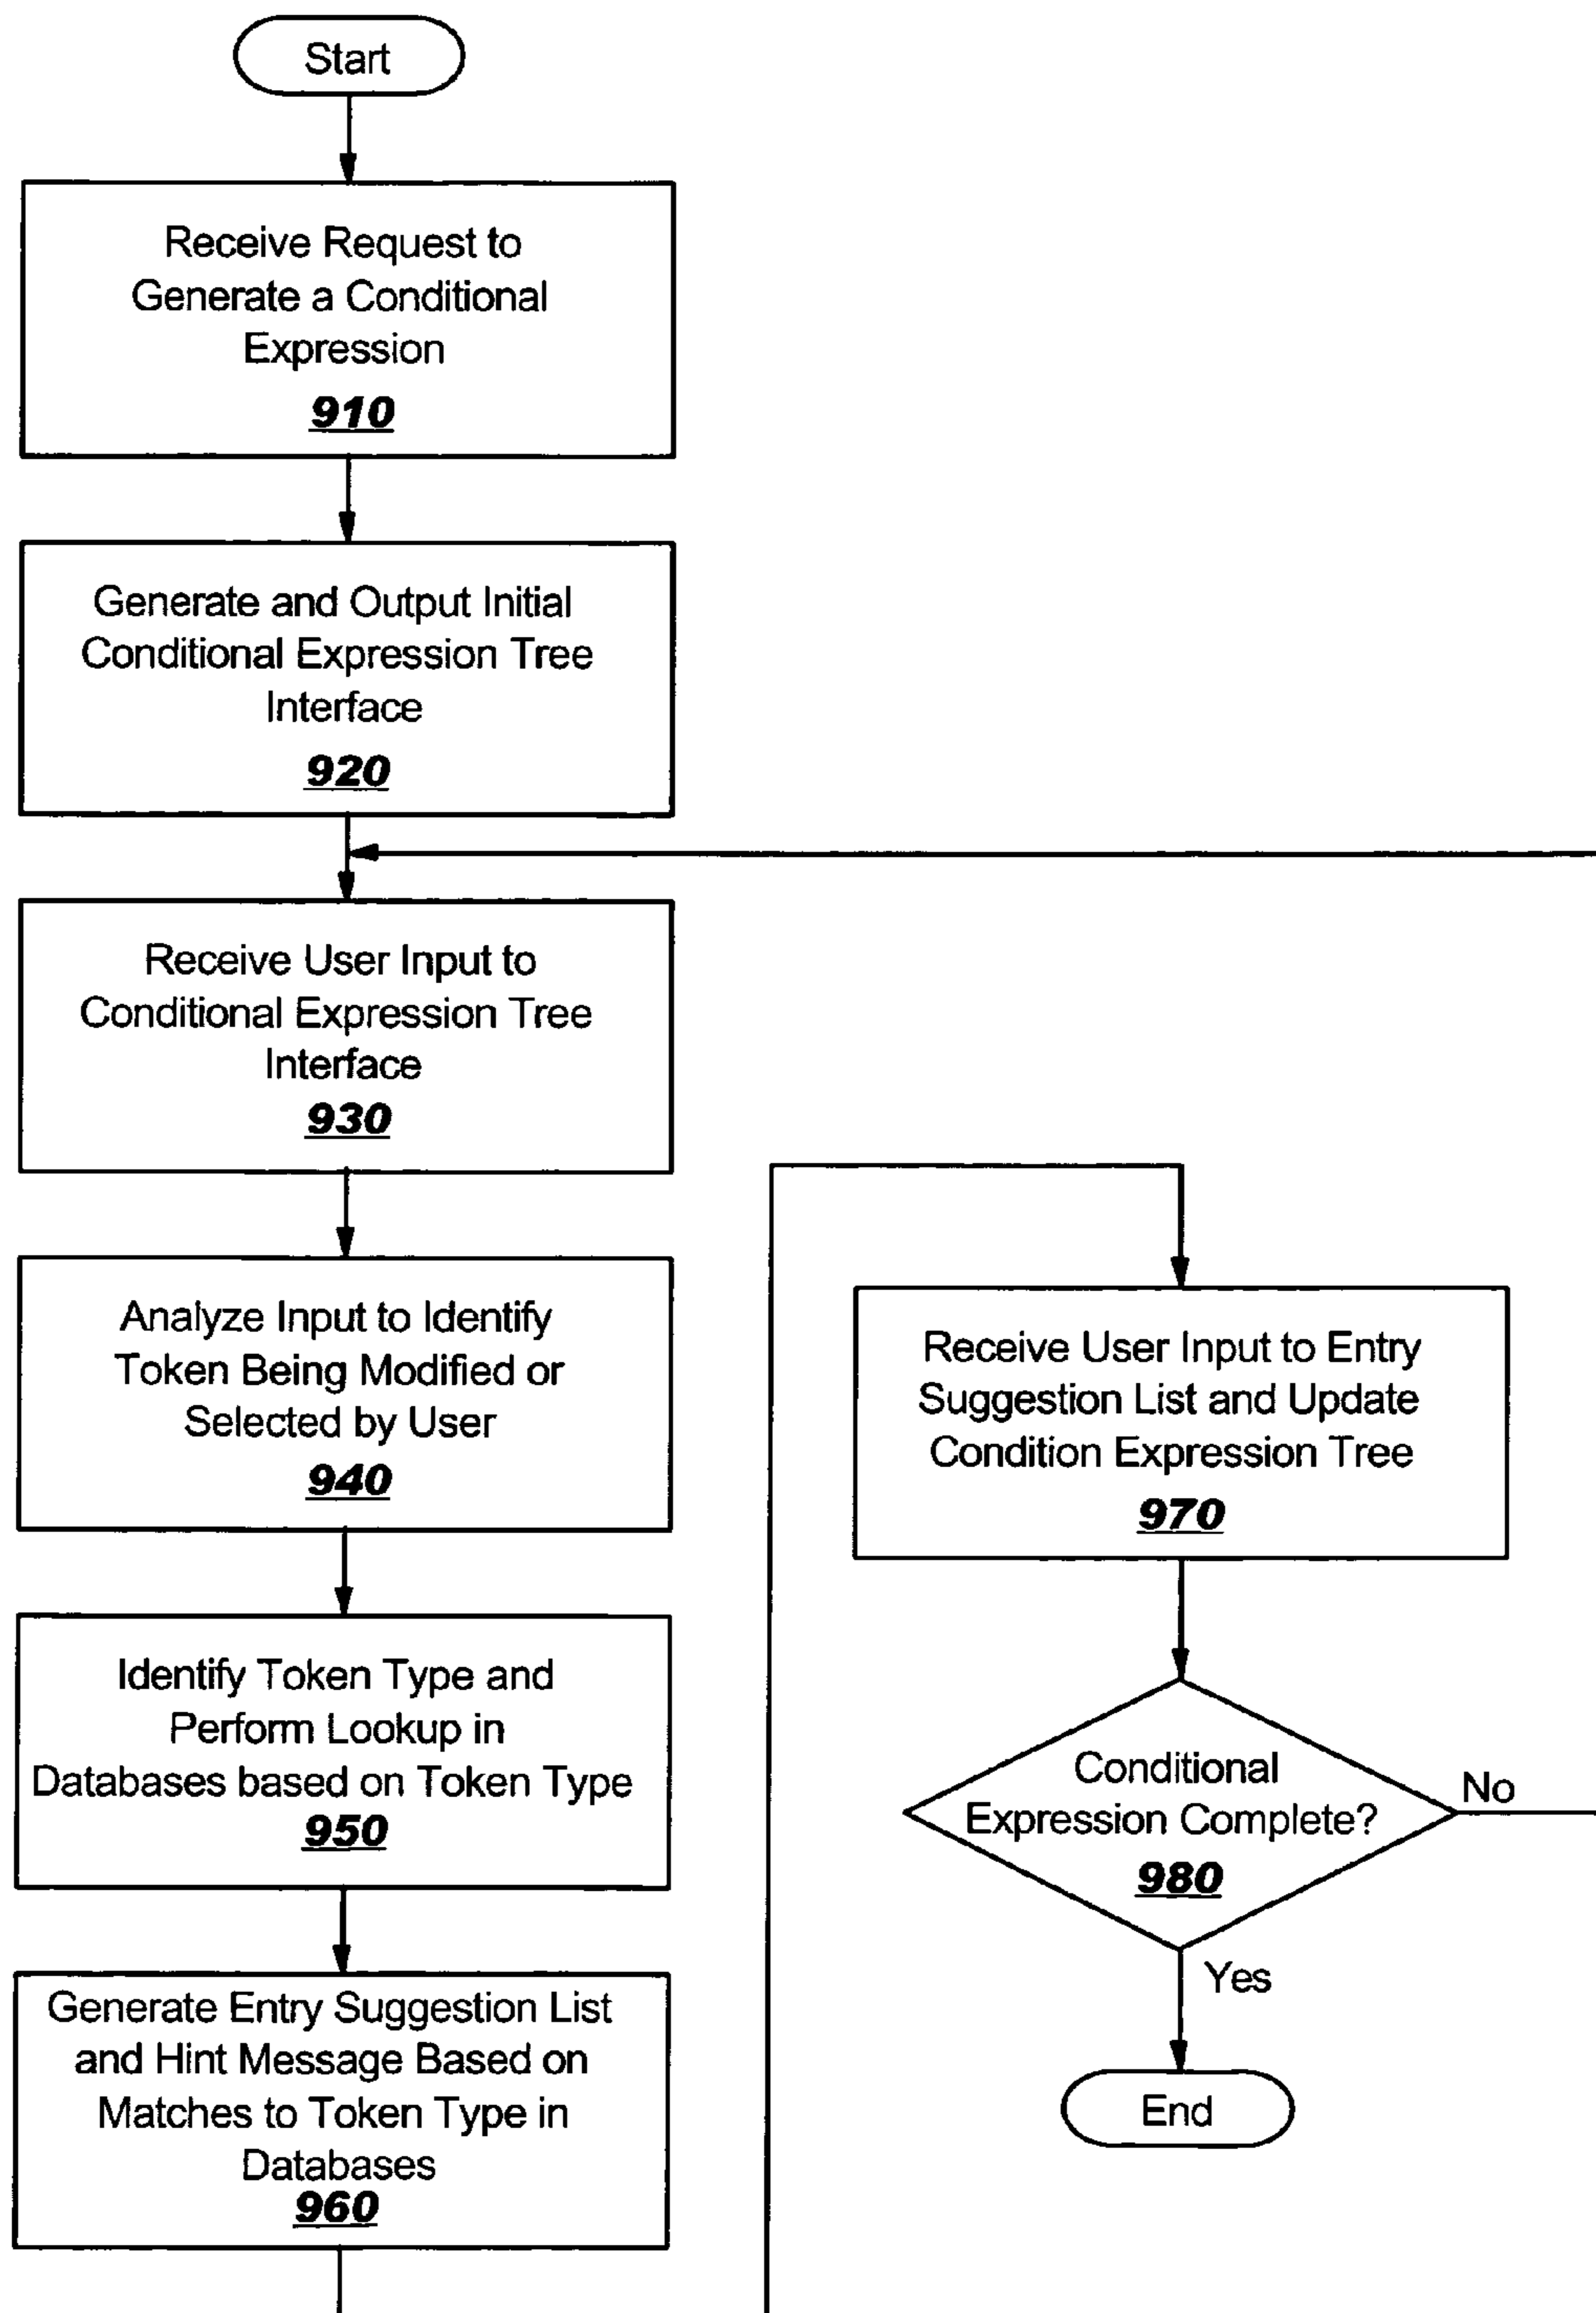 Start
Receive Request to
Generate a Conditional
Expression
910
Generate and Output Initial
Conditional Expression Tree
Interface
920
Receive User Input to
Conditional Expression Tree
Interface
930
Analyze Input to Identify
Token Being Modified or
Selected by User
940
Identify Token Type and
Perform Lookup in
Databases based on Token Type
950
Generate Entry Suggestion List
and Hint Message Based on
Matches to Token Type in
Databases
960
Receive User Input to Entry
Suggestion List and Update
Condition Expression Tree
970
Conditional
Expression Complete?
980
No
Yes
End